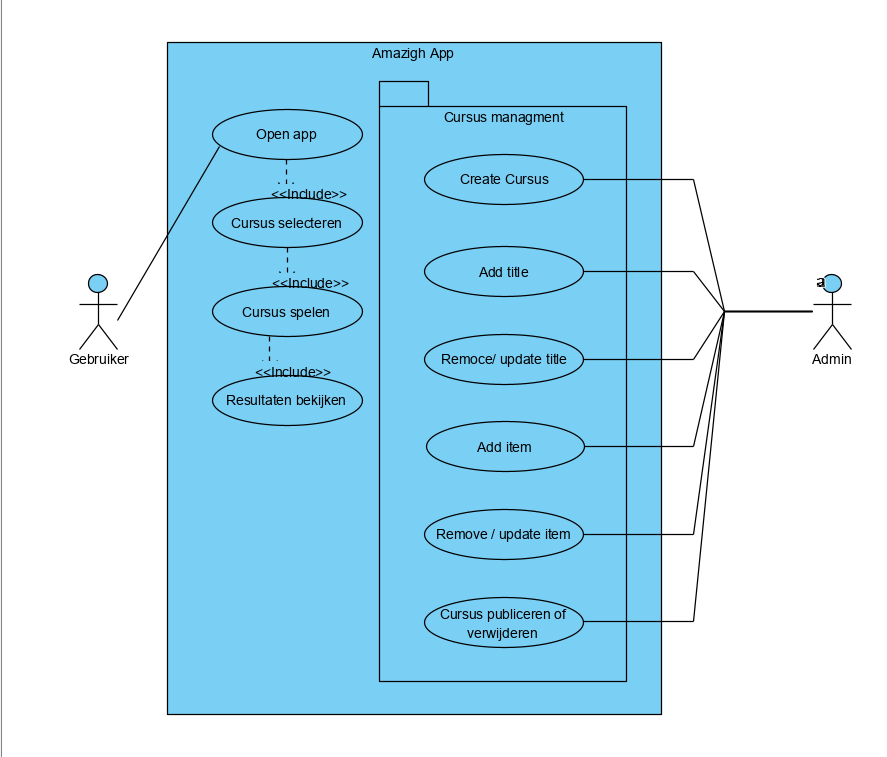 Amazigh App
Open app
<<Include>>
Cursus selecteren
<<Include>>
Cursus spelen
<<Include>>
Resultaten bekijken
Gebruiker
Cursus managment
Create Cursus
Add title
Remoce/ update title
Add item
Remove / update item
Cursus publiceren of
verwijderen
a
Admin